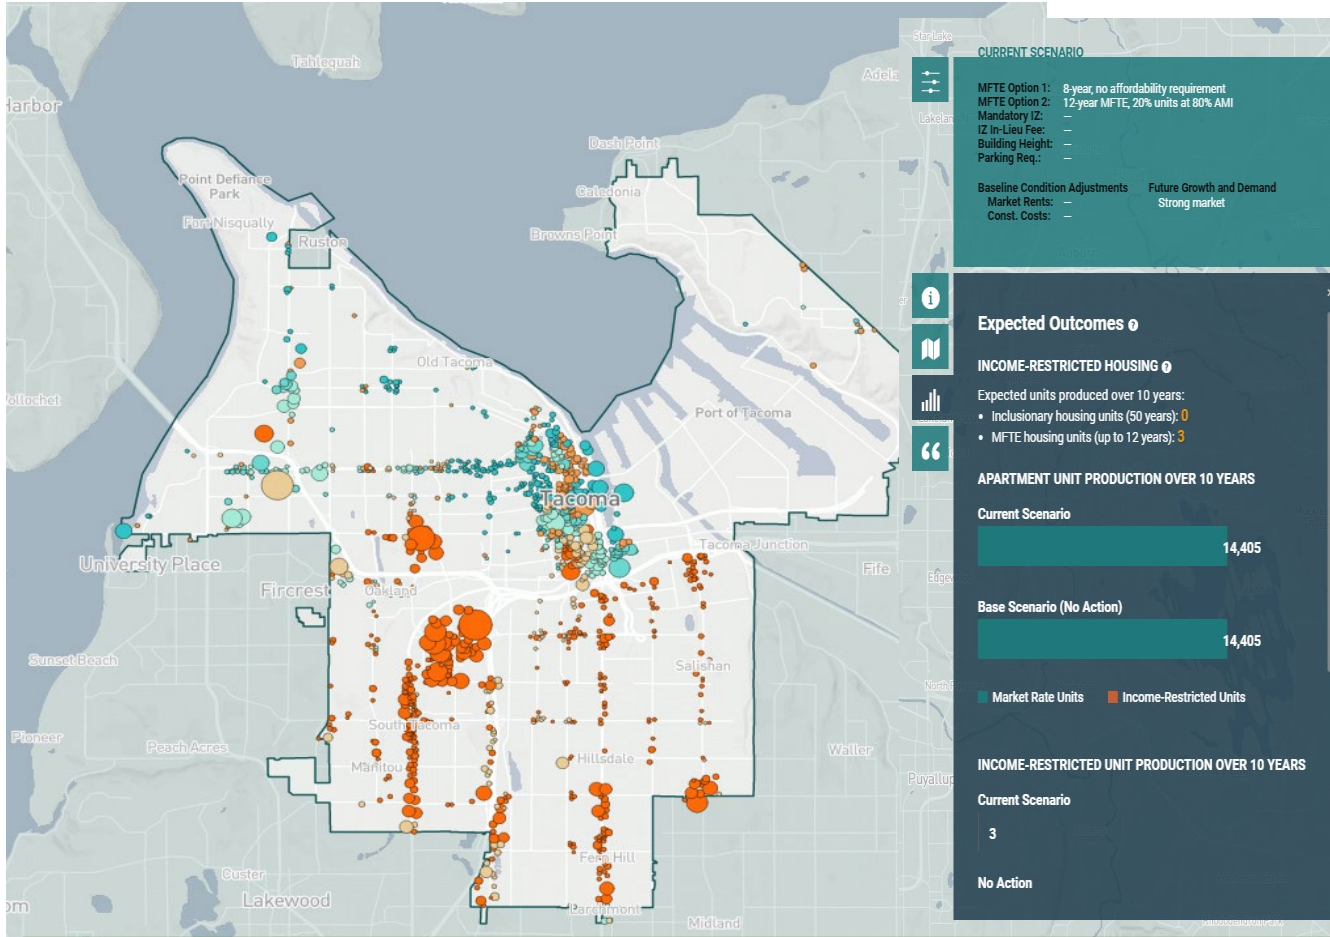 Star Lake
Tahlequah
Adela
Harbor
Lakelan
Dash Point
Point Defiance
Park
Caledonia
Fort Nisqually
Browns Point
Ruston
Old Tacoma
ollochet
Port of Tacoma
Tacoma
Tacoma Junction
University Place
Fife
Edgew
Fircrest
Oakland
Sunset Beach
Salishan
North
South Tacoma
Pioneer
Peach Acres
Hillsdale
Waller
Manitou
Puyallup
Fern Hill
Custer
Lakewood
Larchmont
Midland
om
CURRENT SCENARIO
MFTE Option 1: 8-year, no affordability requirement
MFTE Option 2: 12-year MFTE, 20% units at 80% AMI
Mandatory IZ: –
IZ In-Lieu Fee: –
Building Height: –
Parking Req.: –
Baseline Condition Adjustments Future Growth and Demand
Market Rents: – Strong market
Const. Costs: –
Expected Outcomes ?
INCOME-RESTRICTED HOUSING ?
Expected units produced over 10 years:
• Inclusionary housing units (50 years): 0
• MFTE housing units (up to 12 years): 3
APARTMENT UNIT PRODUCTION OVER 10 YEARS
Current Scenario
14,405
Base Scenario (No Action)
14,405
Market Rate Units Income-Restricted Units
INCOME-RESTRICTED UNIT PRODUCTION OVER 10 YEARS
Current Scenario
3
No Action